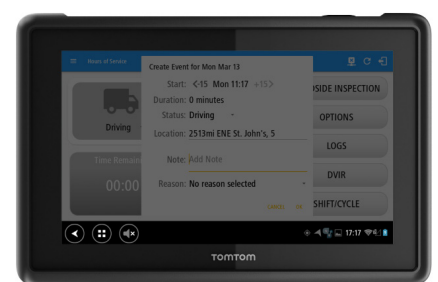 Hours of Service
Create Event for Mon Mar 13
Start: <-15 Mon 11:17 +15>
Duration: 0 minutes
Status: Driving
Location: 2513mi ENE St. John's, 5
Note: Add Note
Reason: No reason selected
CANCEL OK
Driving
Time Remain
00:00
DSIDE INSPECTION
OPTIONS
LOGS
DVIR
SHIFT/CYCLE
17:17
TOMTOM